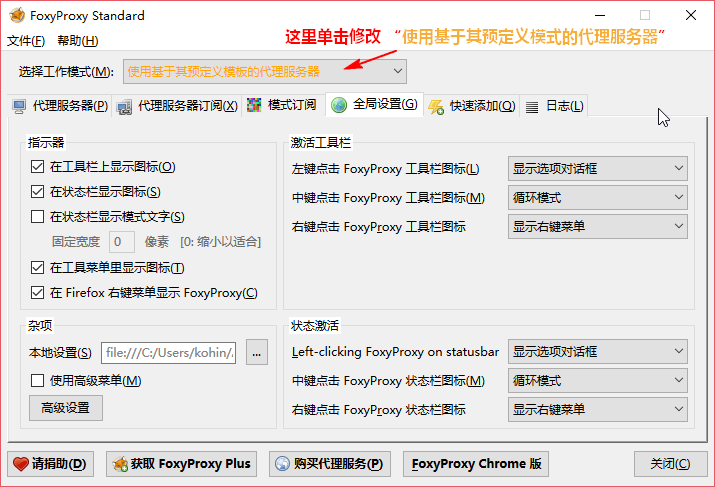 FoxyProxy Standard
文件(F) 帮助(H)
这里单击修改 “使用基于其预定义模式的代理服务器”
选择工作模式(M): 使用基于其预定义模板的代理服务器
代理服务器(P) 代理服务器订阅(X) 模式订阅 全局设置(G) 快速添加(Q) 日志(L)
指示器
在工具栏上显示图标(O)
在状态栏显示图标(S)
在状态栏显示模式文字(S)
固定宽度 0 像素 [0: 缩小以适合]
在工具菜单里显示图标(T)
在 Firefox 右键菜单显示 FoxyProxy(C)
激活工具栏
左键点击 FoxyProxy 工具栏图标(L) 显示选项对话框
中键点击 FoxyProxy 工具栏图标(M) 循环模式
右键点击 FoxyProxy 工具栏图标 显示右键菜单
杂项
本地设置(S) file:///C:/Users/kohin/. ...
使用高级菜单(M)
高级设置
状态激活
Left-clicking FoxyProxy on statusbar 显示选项对话框
中键点击 FoxyProxy 状态栏图标(M) 循环模式
右键点击 FoxyProxy 状态栏图标 显示右键菜单
请捐助(D) 获取 FoxyProxy Plus 购买代理服务(P) FoxyProxy Chrome 版 关闭(C)